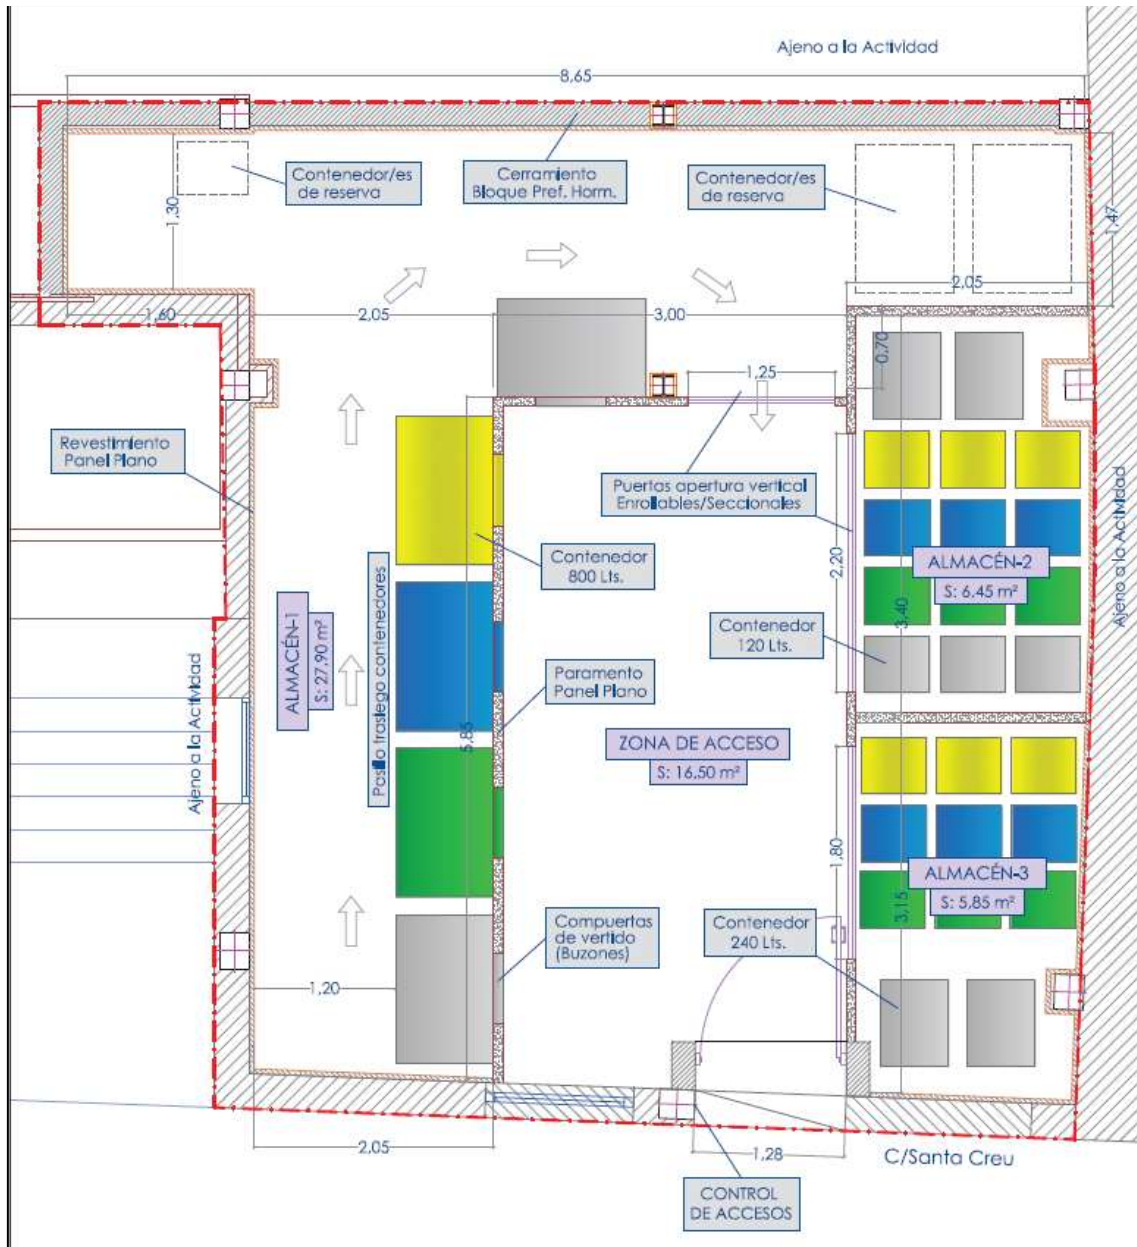 Ajeno a la Actividad
8,65
Contenedor/es
de reserva
Cerramiento
Bloque Pref. Horm.
Contenedor/es
de reserva
1,30
1,47
2,05
1,60
2,05
3,00
0,70
1,25
Revestimiento
Panel Plano
Puertas apertura vertical
Enrollables/Seccionales
Contenedor
800 Lts.
2,20
ALMACÉN-2
S: 6,45 m²
3,40
Ajeno a la Actividad
Contenedor
120 Lts.
ALMACÉN-1
S: 27,90 m²
Pasillo trasiego contenedores
Paramento
Panel Plano
5,85
ZONA DE ACCESO
S: 16,50 m²
Ajeno a la Actividad
1,80
ALMACÉN-3
S: 5,85 m²
3,15
Compuertas
de vertido
(Buzones)
Contenedor
240 Lts.
1,20
2,05
1,28
C/Santa Creu
CONTROL
DE ACCESOS